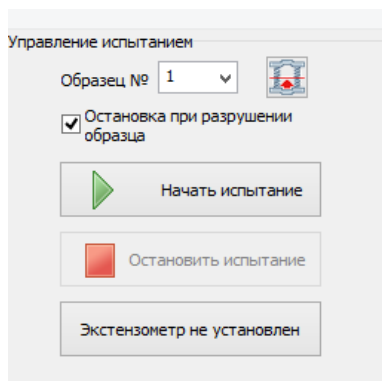 Управление испытанием
Образец № 1
Остановка при разрушении
образца
Начать испытание
Остановить испытание
Экстензометр не установлен